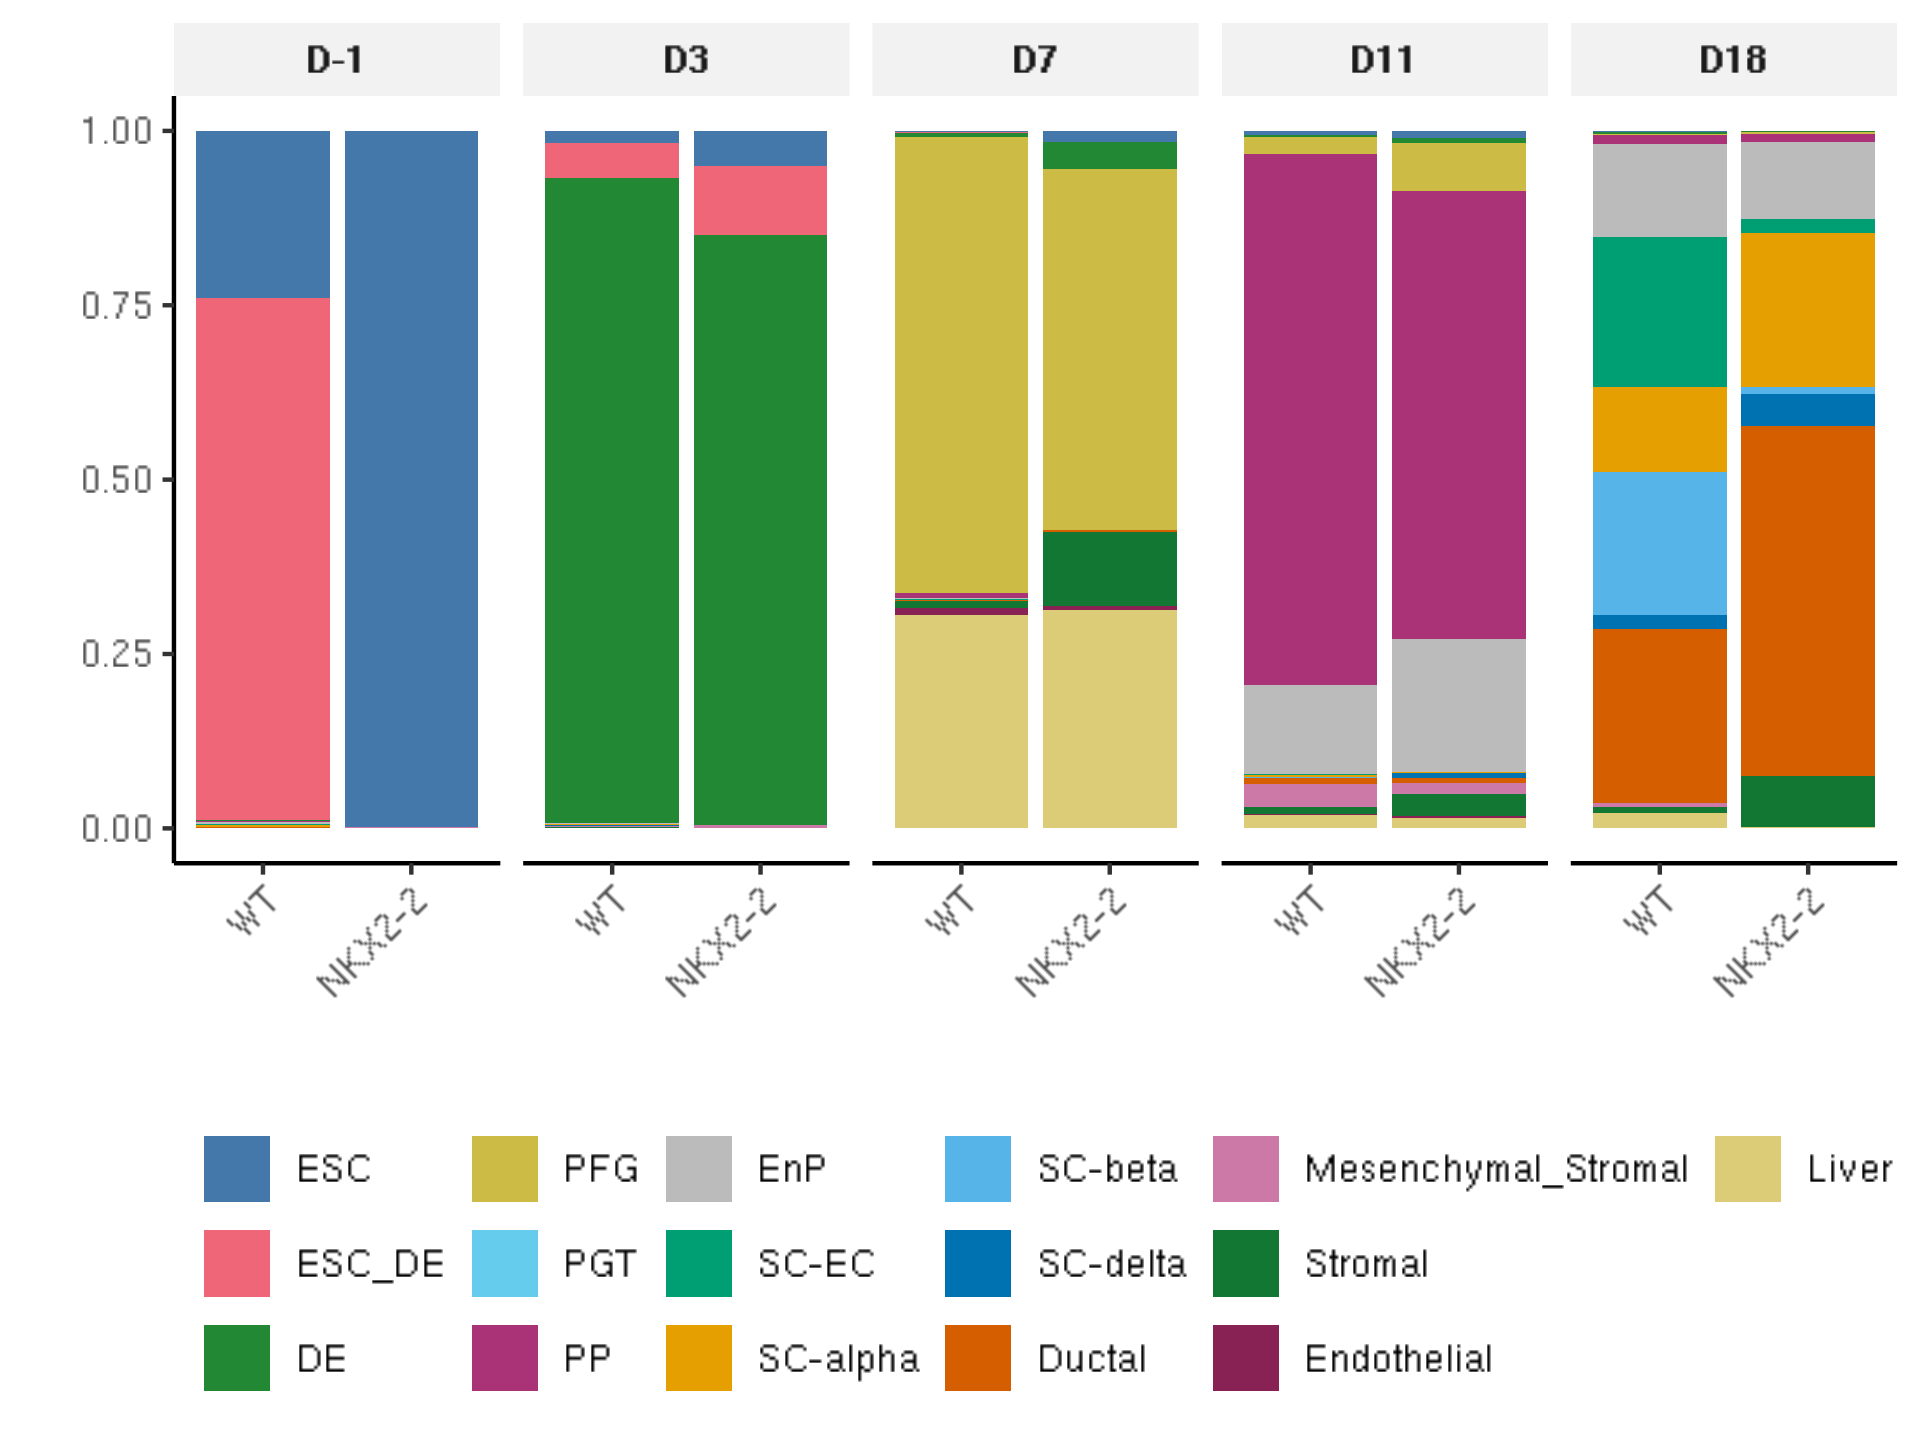 D-1 D3 D7 D11 D18
1.00
0.75
0.50
0.25
0.00
WT NKX2-2 WT NKX2-2 WT NKX2-2 WT NKX2-2 WT NKX2-2
ESC PFG EnP SC-beta Mesenchymal_Stromal Liver
ESC_DE PGT SC-EC SC-delta Stromal
DE PP SC-alpha Ductal Endothelial